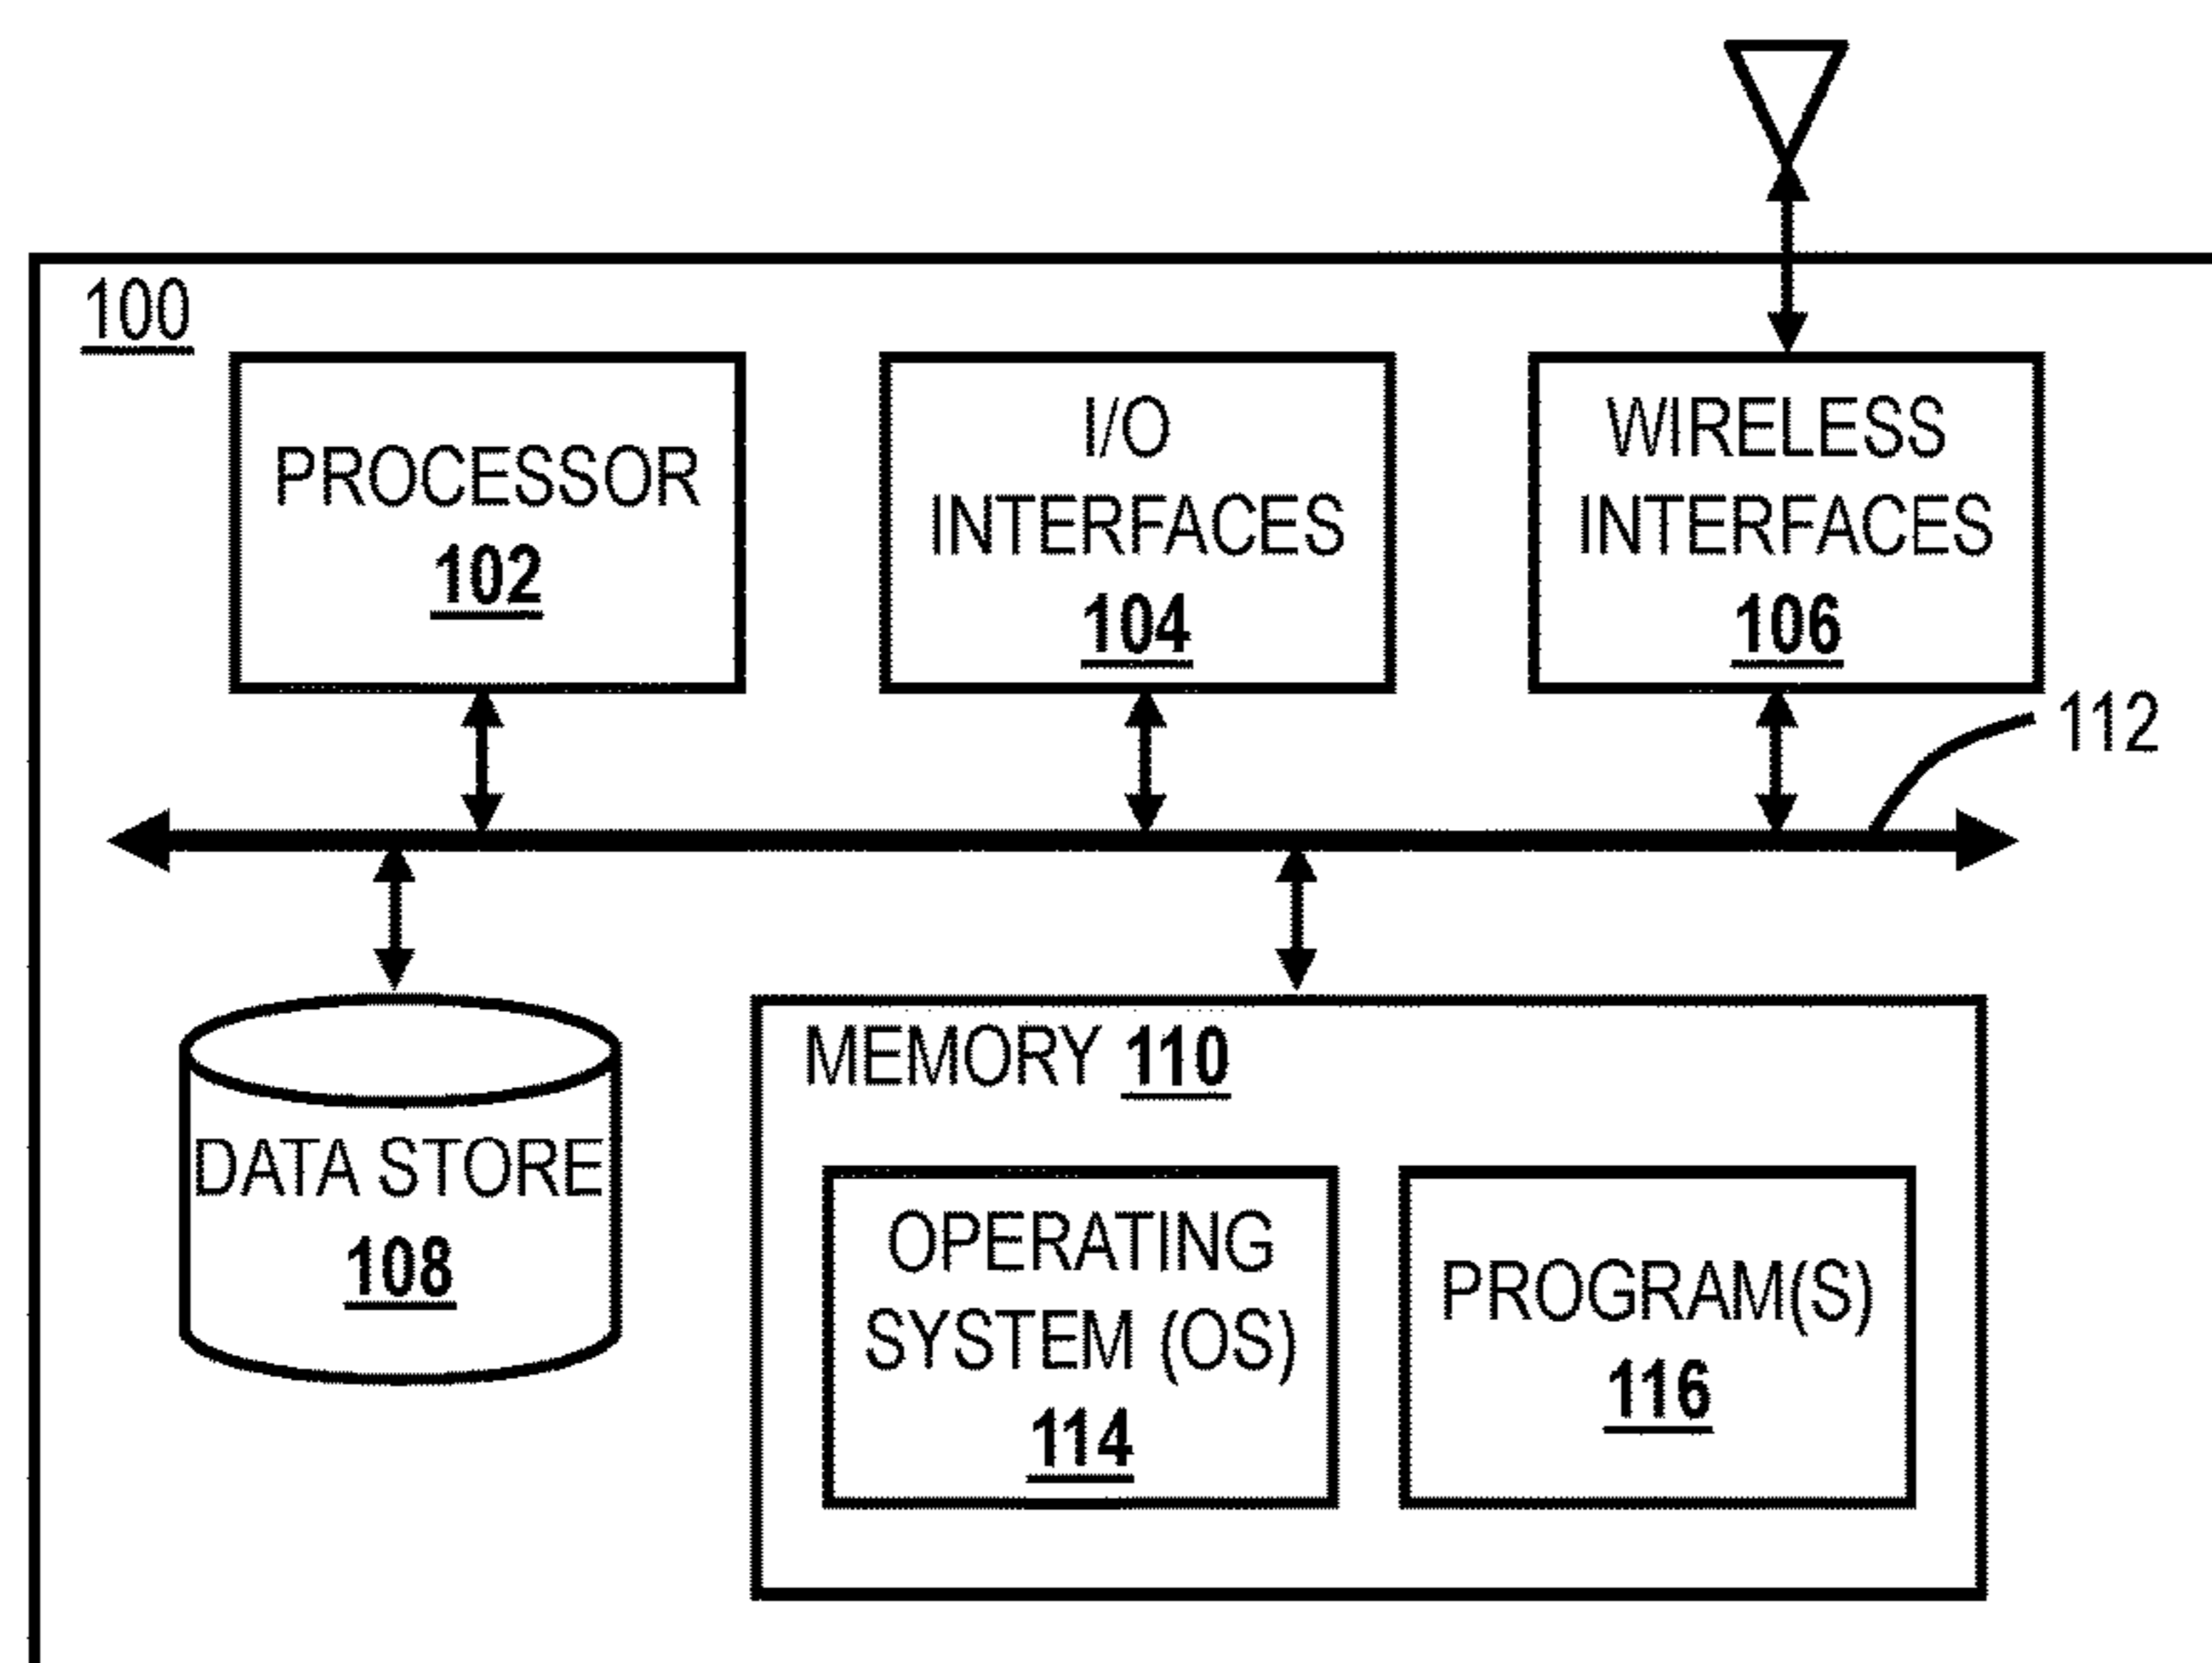 100
PROCESSOR
102
I/O
INTERFACES
104
WIRELESS
INTERFACES
106
112
DATA STORE
108
MEMORY 110
OPERATING
SYSTEM (OS)
114
PROGRAM(S)
116